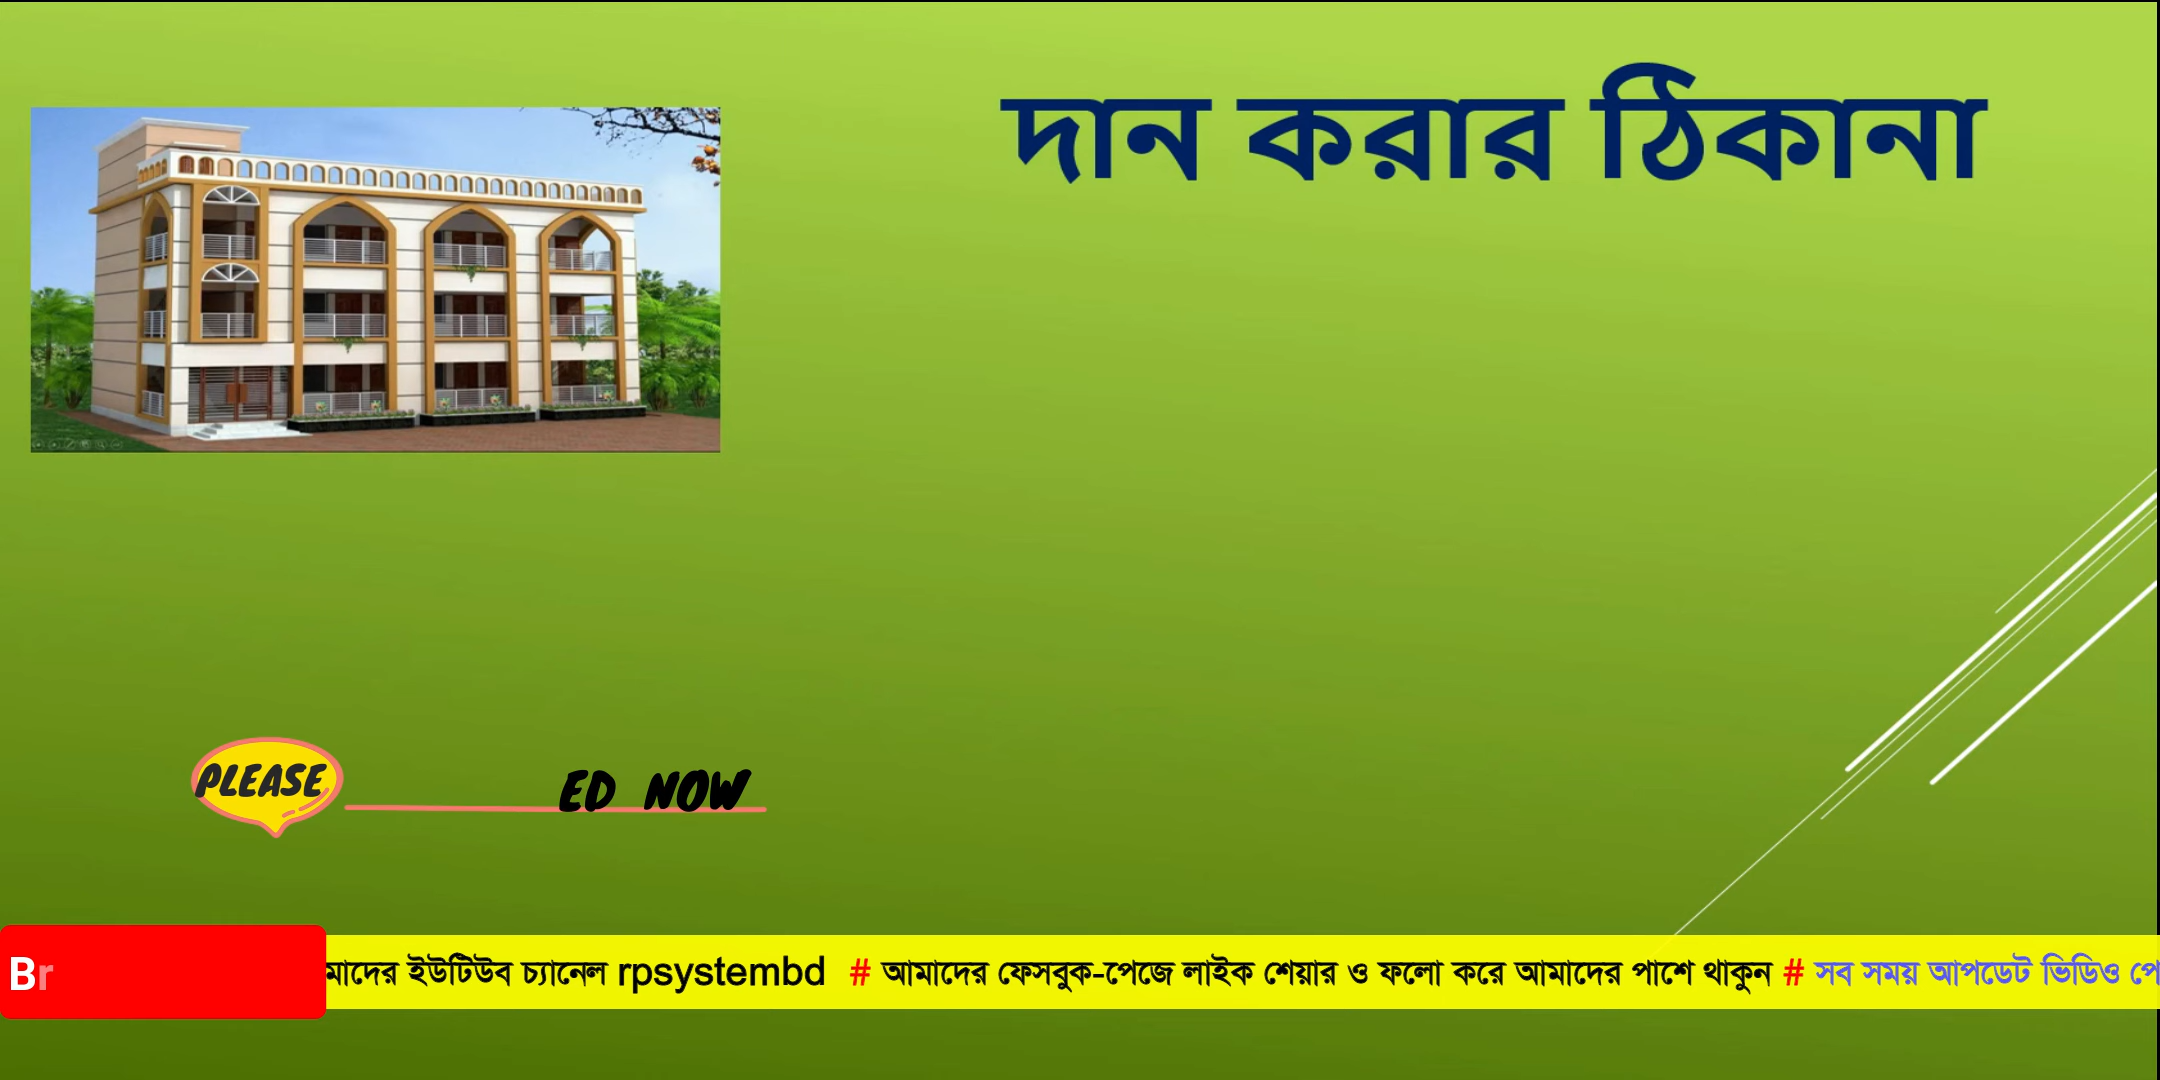 দান করার ঠিকানা
PLEASE
ED NOW
Br
মাদের ইউটিউব চ্যানেল rpsystembd # আমাদের ফেসবুক-পেজে লাইক শেয়ার ও ফলো করে আমাদের পাশে থাকুন # সব সময় আপডেট ভিডিও পে